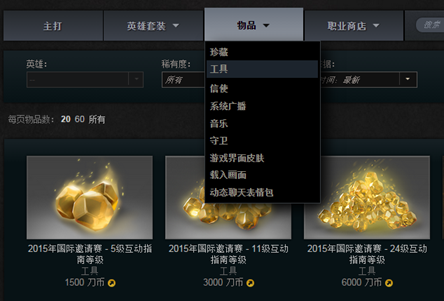 主打 英雄套装 物品 职业商店 搜索
英雄: 稀有度: 据:
--- 所有 时间: 最新
珍藏
工具
信使
系统广播
音乐
守卫
游戏界面皮肤
载入画面
动态聊天表情包
每页物品数: 20 60 所有
2015年国际邀请赛 - 5级互动指
南等级
工具
1500 刀币
2015年国际邀请赛 - 11级互动
指南等级
工具
3000 刀币
2015年国际邀请赛 - 24级互动
指南等级
工具
6000 刀币